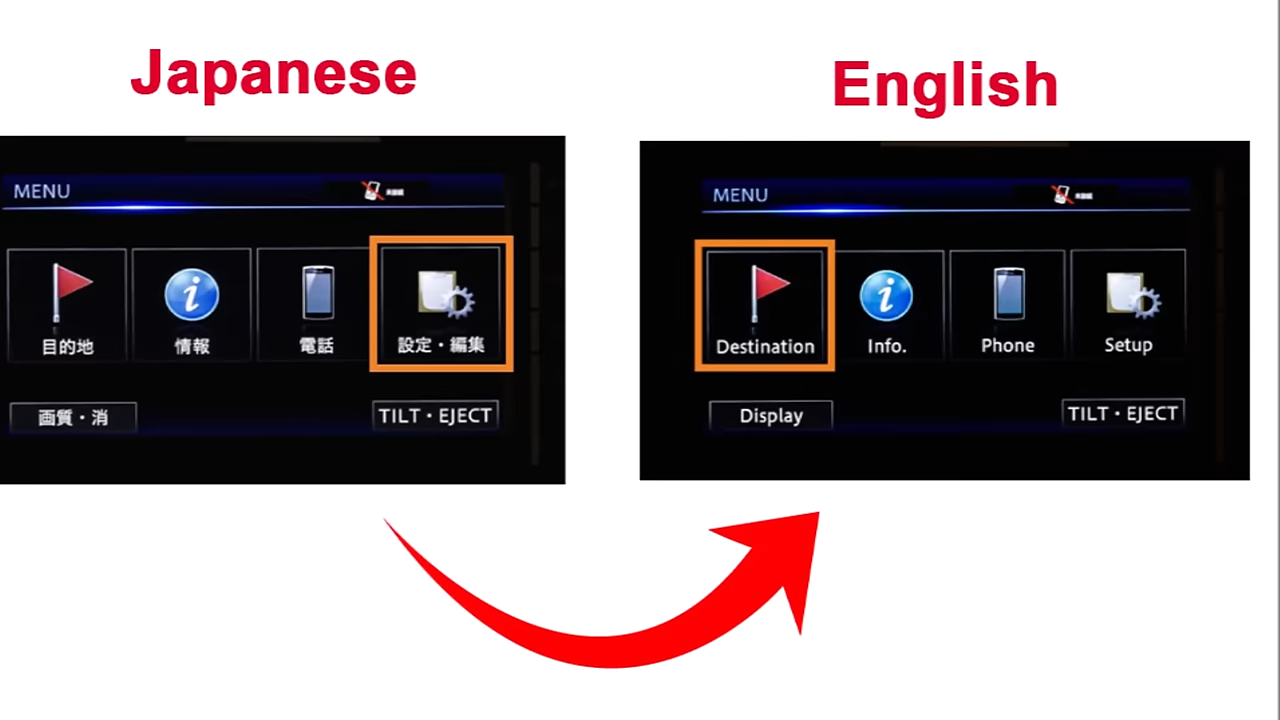 Japanese
English
MENU
目的地
情報
電話
設定・編集
画質・消
TILT・EJECT
MENU
Destination
Info.
Phone
Setup
Display
TILT・EJECT